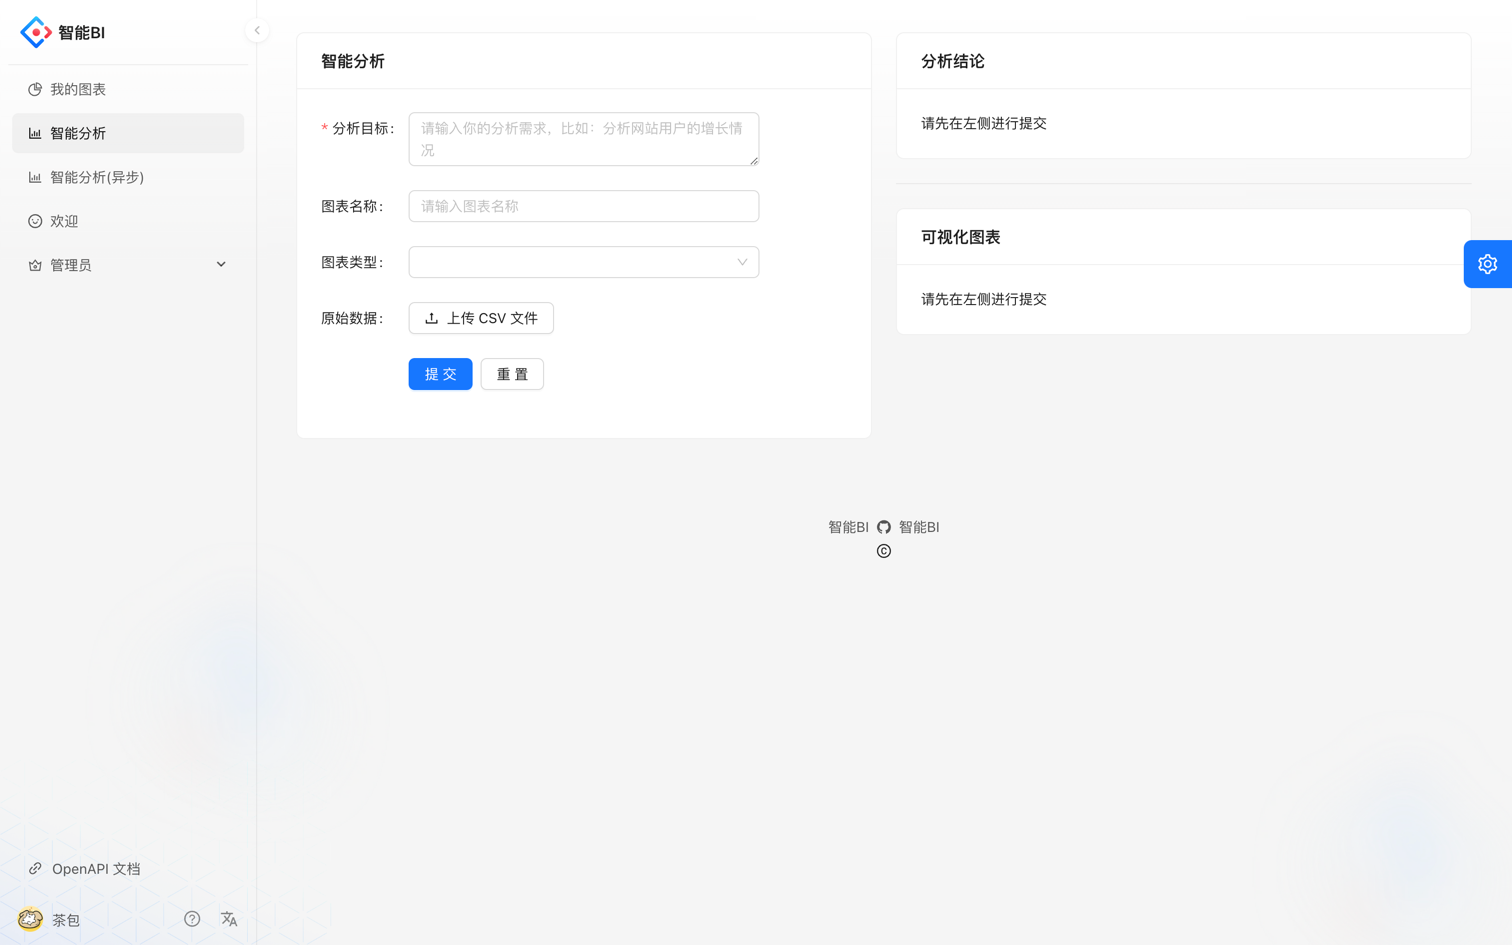 智能BI
我的图表
智能分析
智能分析(异步)
欢迎
管理员
OpenAPI 文档
茶包
智能分析
* 分析目标：
请输入你的分析需求，比如：分析网站用户的增长情
况
图表名称：
请输入图表名称
图表类型：
原始数据：
上传 CSV 文件
提 交
重 置
分析结论
请先在左侧进行提交
可视化图表
请先在左侧进行提交
智能BI 智能BI
©